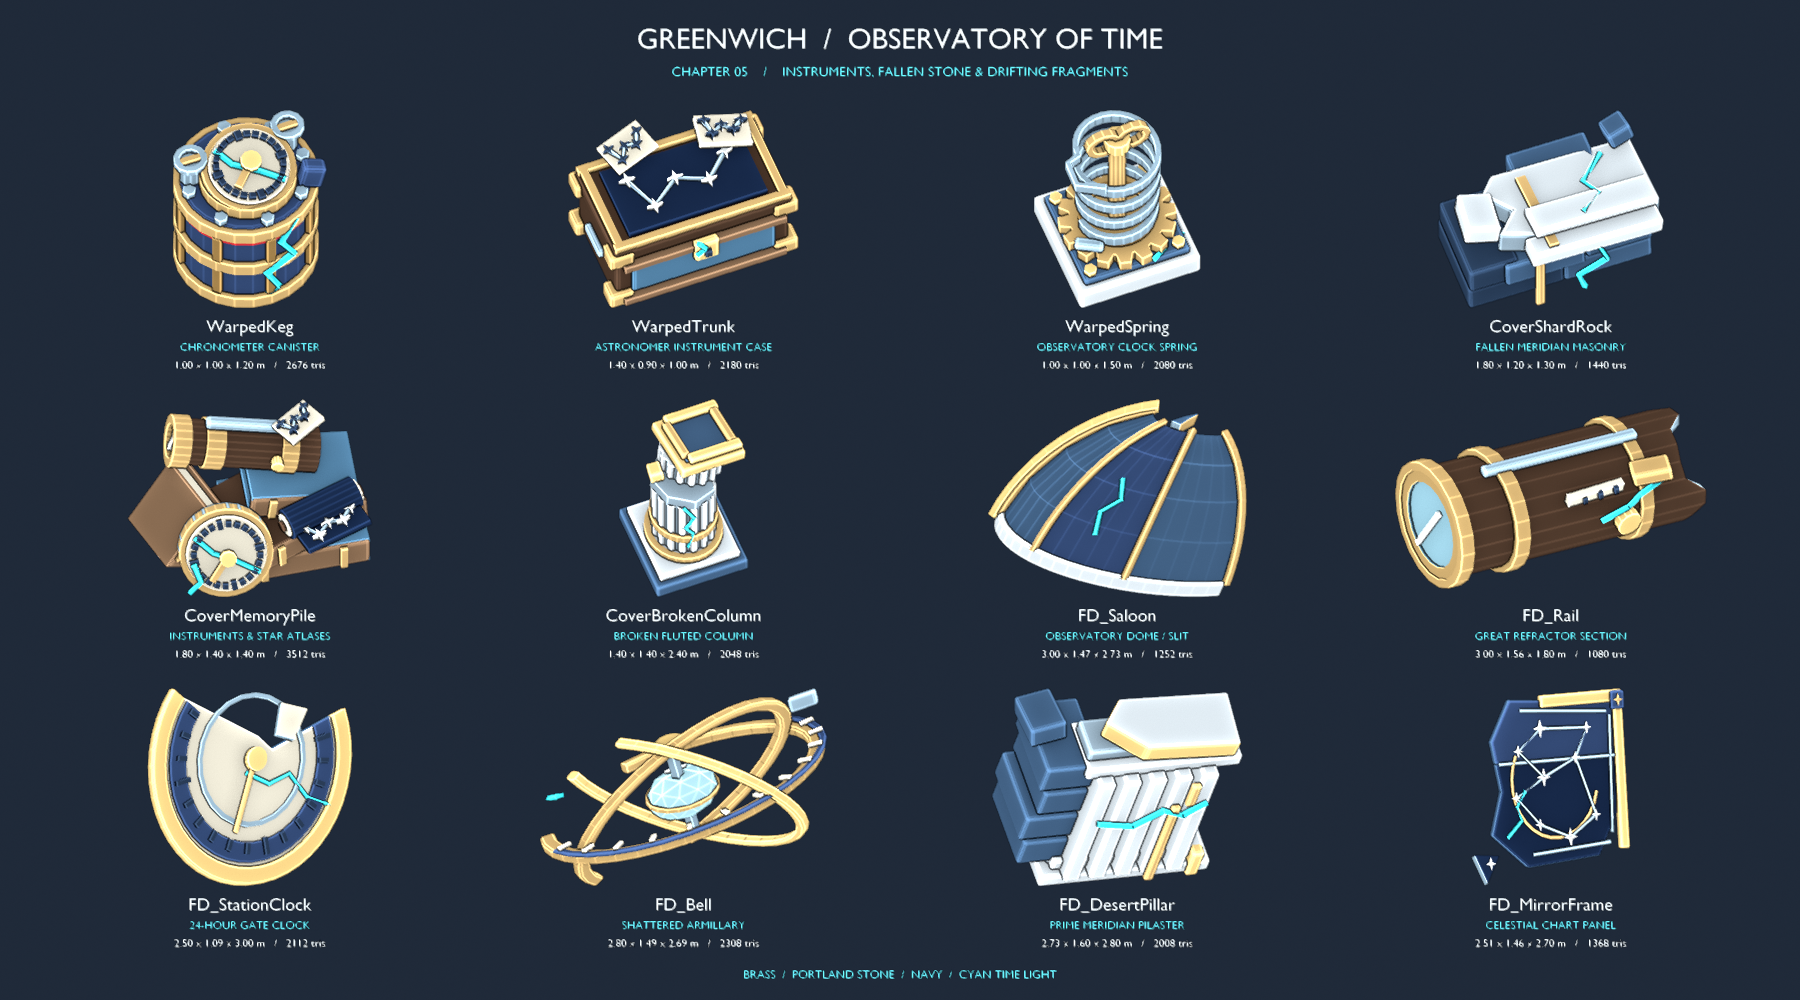 GREENWICH / OBSERVATORY OF TIME
CHAPTER 05 / INSTRUMENTS, FALLEN STONE & DRIFTING FRAGMENTS
WarpedKeg
CHRONOMETER CANISTER
1.00 × 1.00 × 1.20 m / 2676 tris
WarpedTrunk
ASTRONOMER INSTRUMENT CASE
1.40 × 0.90 × 1.00 m / 2180 tris
WarpedSpring
OBSERVATORY CLOCK SPRING
1.00 × 1.00 × 1.50 m / 2080 tris
CoverShardRock
FALLEN MERIDIAN MASONRY
1.80 × 1.20 × 1.30 m / 1440 tris
CoverMemoryPile
INSTRUMENTS & STAR ATLASES
1.80 × 1.40 × 1.40 m / 3512 tris
CoverBrokenColumn
BROKEN FLUTED COLUMN
1.40 × 1.40 × 2.40 m / 2048 tris
FD_Saloon
OBSERVATORY DOME / SLIT
3.00 × 1.47 × 2.73 m / 1252 tris
FD_Rail
GREAT REFRACTOR SECTION
3.00 × 1.56 × 1.80 m / 1080 tris
FD_StationClock
24-HOUR GATE CLOCK
2.50 × 1.09 × 3.00 m / 2112 tris
FD_Bell
SHATTERED ARMILLARY
2.80 × 1.49 × 2.69 m / 2308 tris
FD_DesertPillar
PRIME MERIDIAN PILASTER
2.73 × 1.60 × 2.80 m / 2008 tris
FD_MirrorFrame
CELESTIAL CHART PANEL
2.51 × 1.46 × 2.70 m / 1368 tris
BRASS / PORTLAND STONE / NAVY / CYAN TIME LIGHT